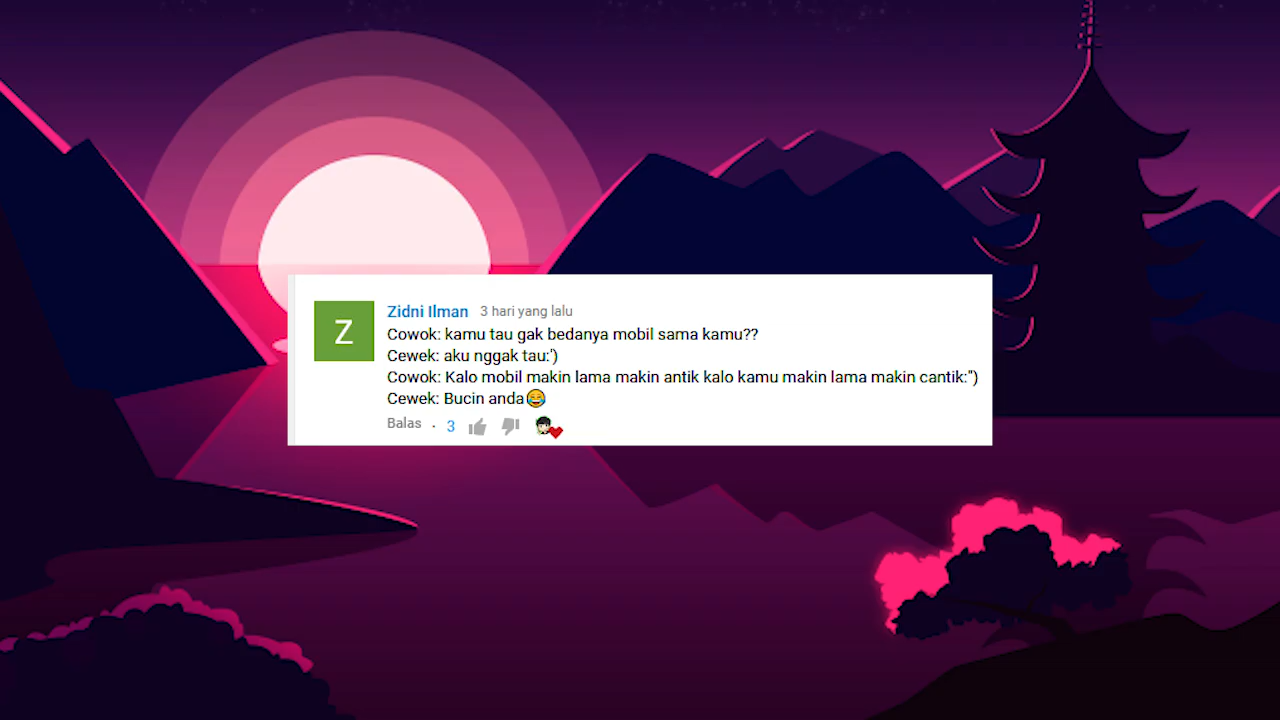 Z
Zidni Ilman 3 hari yang lalu
Cowok: kamu tau gak bedanya mobil sama kamu??
Cewek: aku nggak tau:')
Cowok: Kalo mobil makin lama makin antik kalo kamu makin lama makin cantik:")
Cewek: Bucin anda😂
Balas · 3